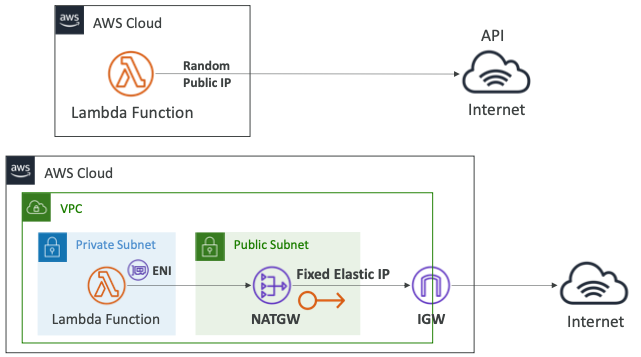 aws
AWS Cloud
Random
Public IP
Lambda Function
API
Internet
aws
AWS Cloud
VPC
Private Subnet
ENI
Lambda Function
Public Subnet
Fixed Elastic IP
NATGW
IGW
Internet